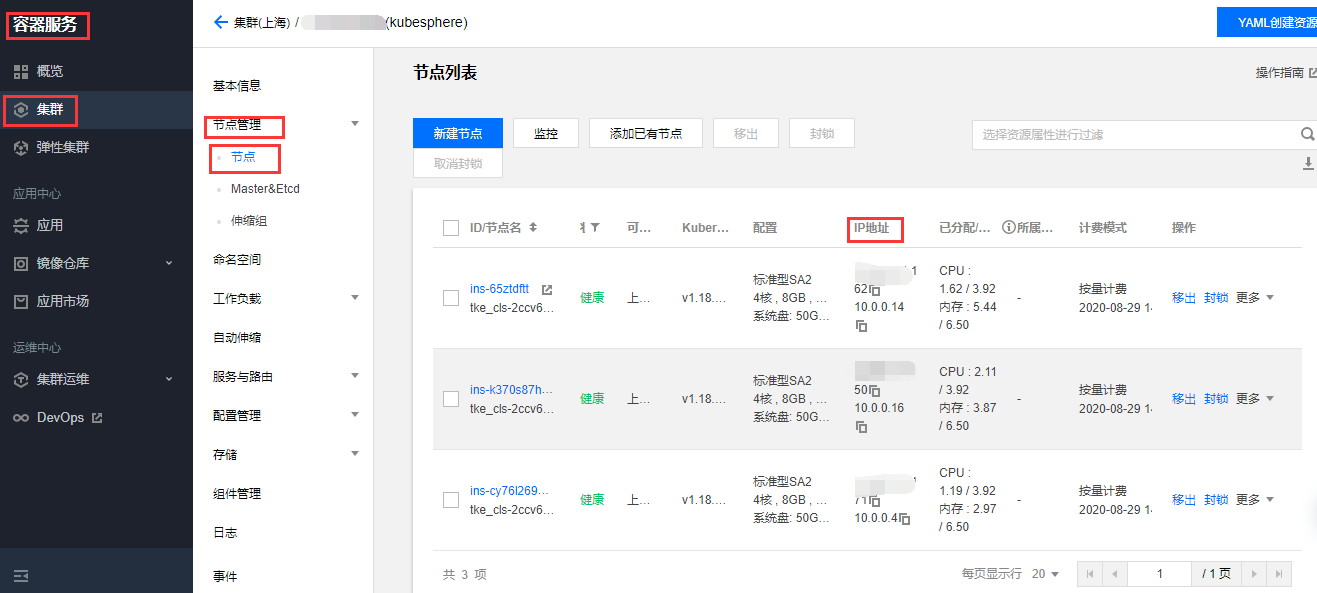 容器服务
概览
集群
弹性集群
应用中心
应用
镜像仓库
应用市场
运维中心
集群运维
DevOps
集群(上海) / (kubesphere)
YAML创建资源
基本信息
节点管理
节点
Master&Etcd
伸缩组
命名空间
工作负载
自动伸缩
服务与路由
配置管理
存储
组件管理
日志
事件
节点列表
操作指南
新建节点
监控
添加已有节点
移出
封锁
取消封锁
选择资源属性进行过滤
ID/节点名
可...
Kuber...
配置
IP地址
已分配/...
所属...
计费模式
操作
ins-65ztdftt
tke_cls-2ccv6...
健康
上...
v1.18....
标准型SA2
4核 , 8GB , ...
系统盘: 50G...
1
62
10.0.0.14
CPU :
1.62 / 3.92
内存 : 5.44
/ 6.50
-
按量计费
2020-08-29
移出 封锁 更多
ins-k370s87h...
tke_cls-2ccv6...
健康
上...
v1.18....
标准型SA2
4核 , 8GB , ...
系统盘: 50G...
50
10.0.0.16
CPU : 2.11
/ 3.92
内存 : 3.87
/ 6.50
-
按量计费
2020-08-29
移出 封锁 更多
ins-cy76l269...
tke_cls-2ccv6...
健康
上...
v1.18....
标准型SA2
4核 , 8GB , ...
系统盘: 50G...
10.0.0.4
CPU :
1.19 / 3.92
内存 : 2.97
/ 6.50
-
按量计费
2020-08-29
移出 封锁 更多
共 3 项
每页显示行 20
1
/ 1 页